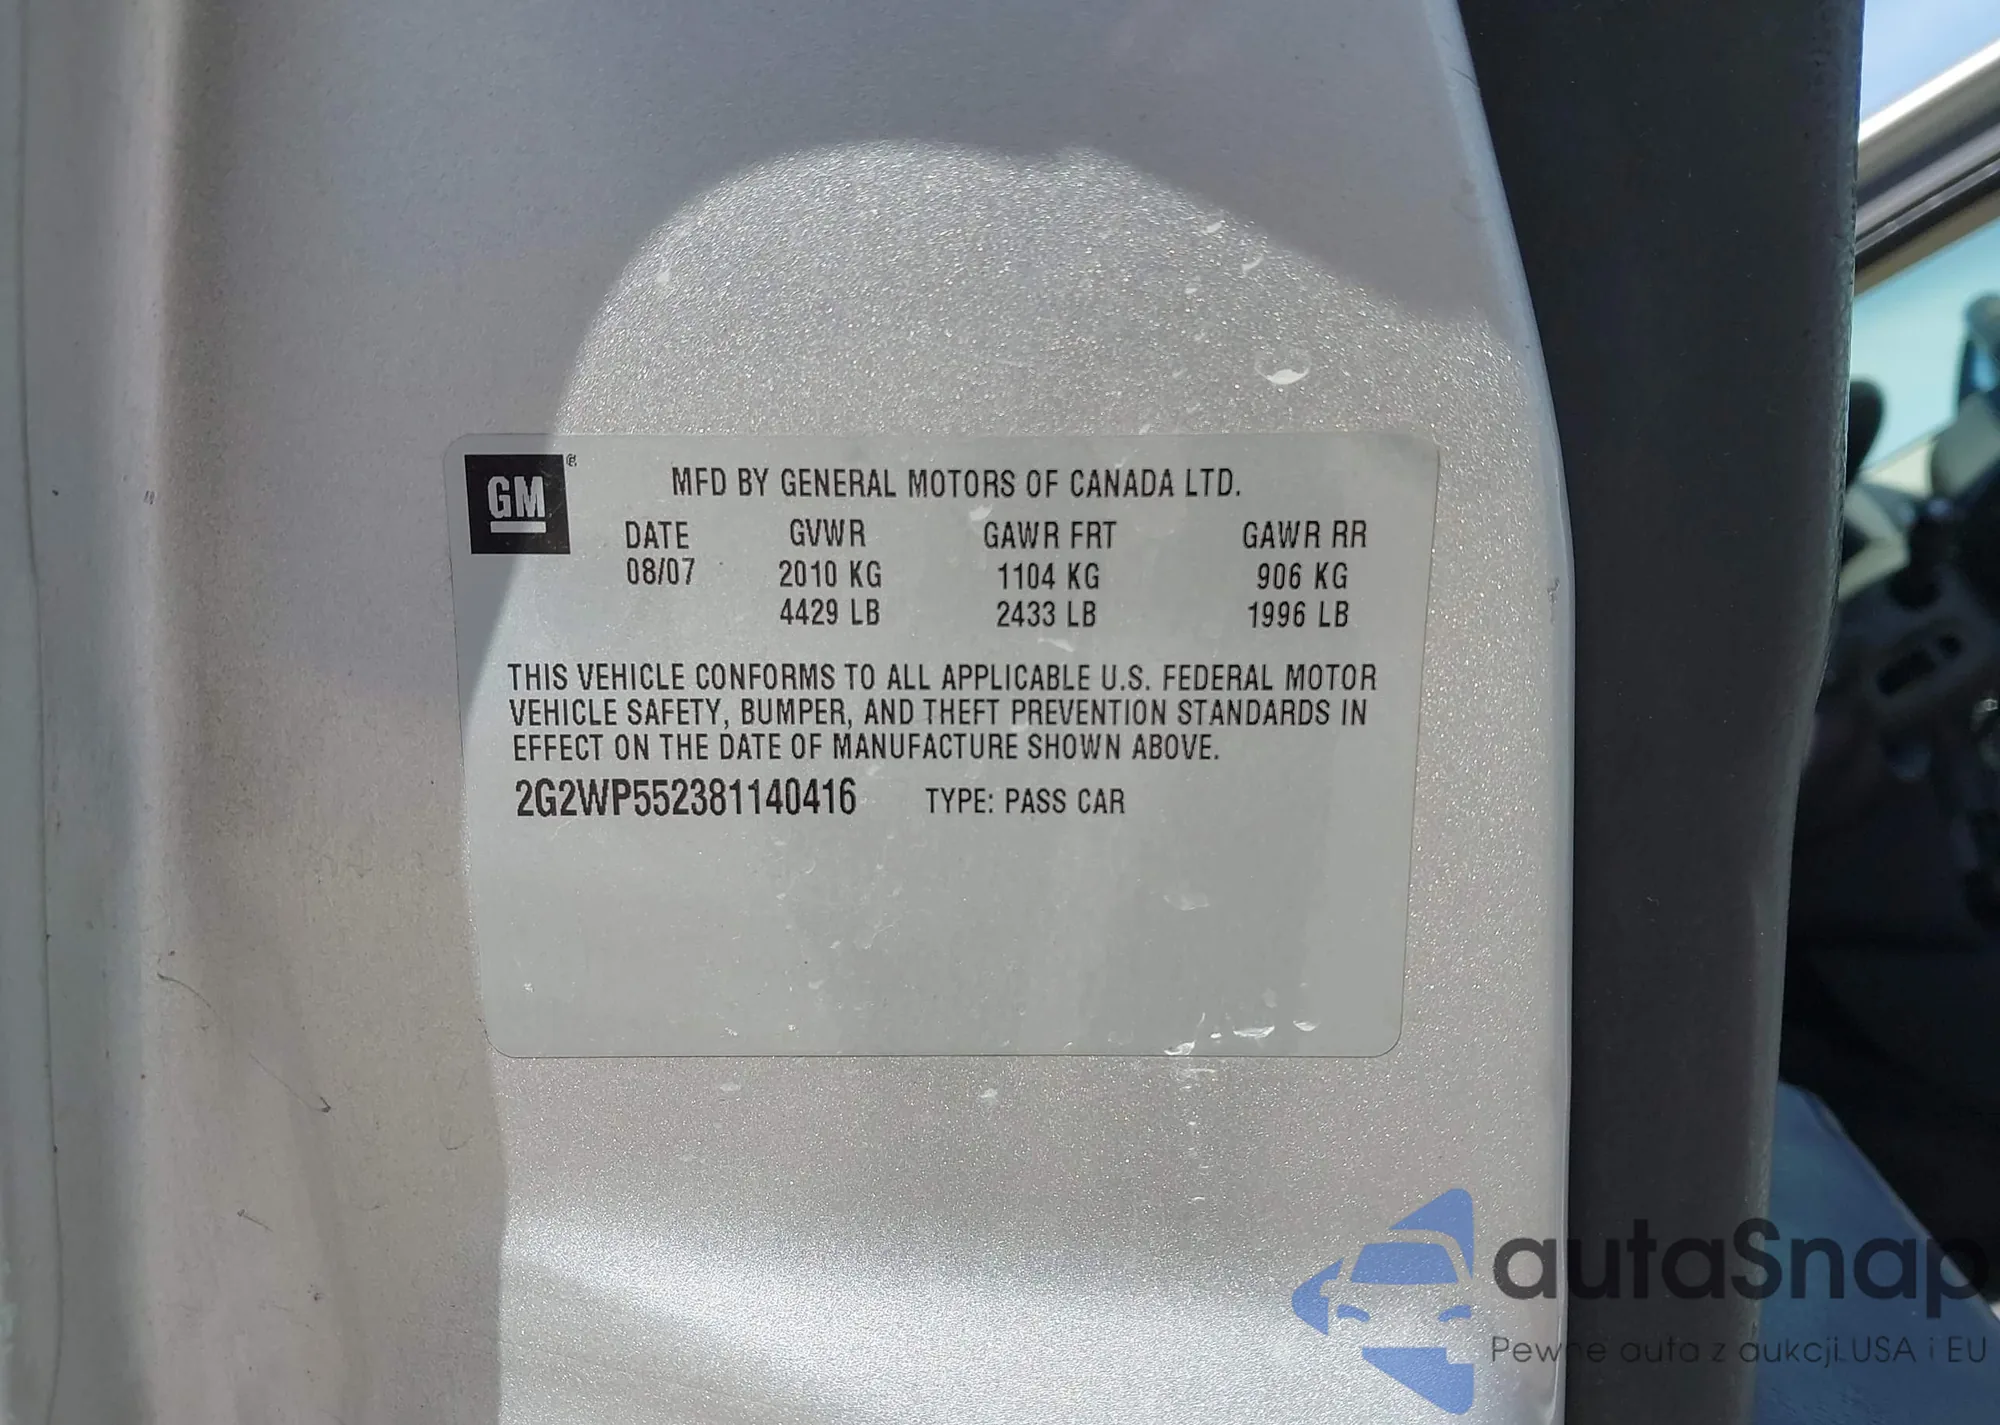 GM
MFD BY GENERAL MOTORS OF CANADA LTD.
DATE GVWR GAWR FRT GAWR RR
08/07 2010 KG 1104 KG 906 KG
4429 LB 2433 LB 1996 LB
THIS VEHICLE CONFORMS TO ALL APPLICABLE U.S. FEDERAL MOTOR
VEHICLE SAFETY, BUMPER, AND THEFT PREVENTION STANDARDS IN
EFFECT ON THE DATE OF MANUFACTURE SHOWN ABOVE.
2G2WP552381140416 TYPE: PASS CAR
autaSnap
Pewne auta z aukcji USA i EU